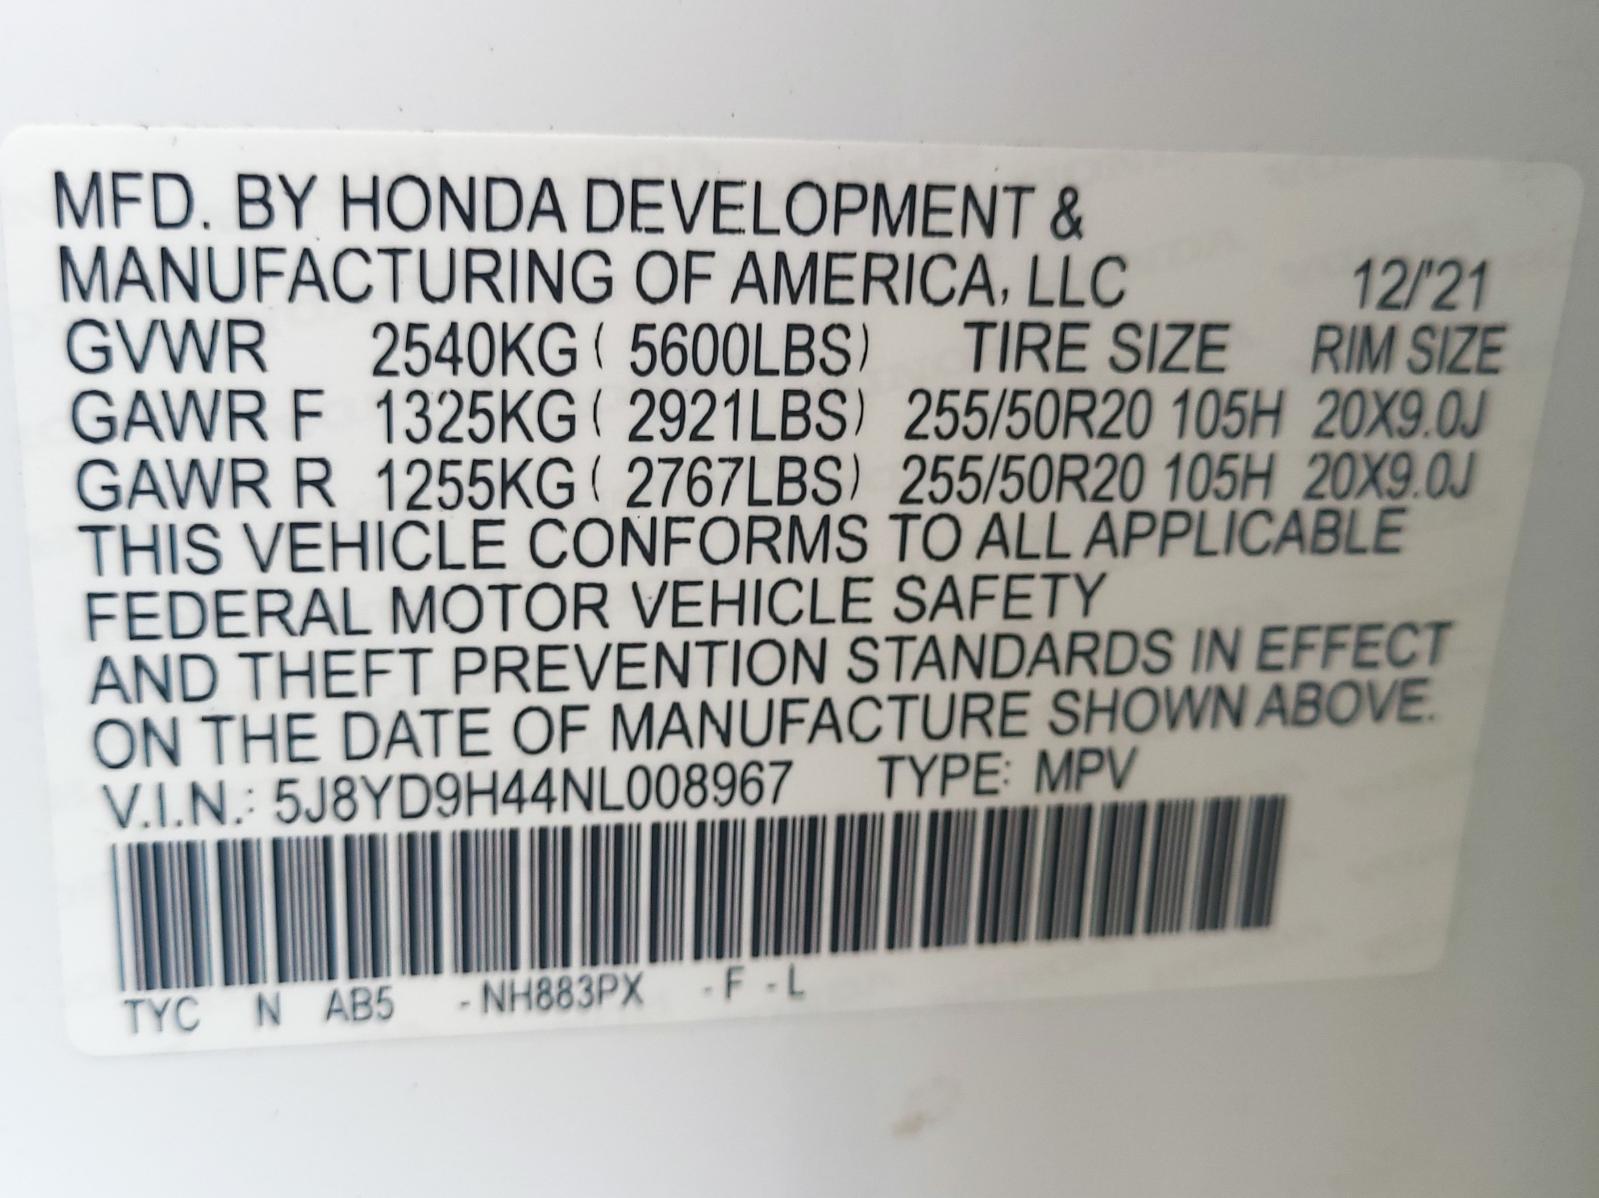 MFD. BY HONDA DEVELOPMENT &
MANUFACTURING OF AMERICA, LLC 12/'21
GVWR 2540KG ( 5600LBS) TIRE SIZE RIM SIZE
GAWR F 1325KG ( 2921LBS) 255/50R20 105H 20X9.0J
GAWR R 1255KG ( 2767LBS) 255/50R20 105H 20X9.0J
THIS VEHICLE CONFORMS TO ALL APPLICABLE
FEDERAL MOTOR VEHICLE SAFETY
AND THEFT PREVENTION STANDARDS IN EFFECT
ON THE DATE OF MANUFACTURE SHOWN ABOVE.
V.I.N.: 5J8YD9H44NL008967 TYPE: MPV
TYC N AB5 -NH883PX -F -L